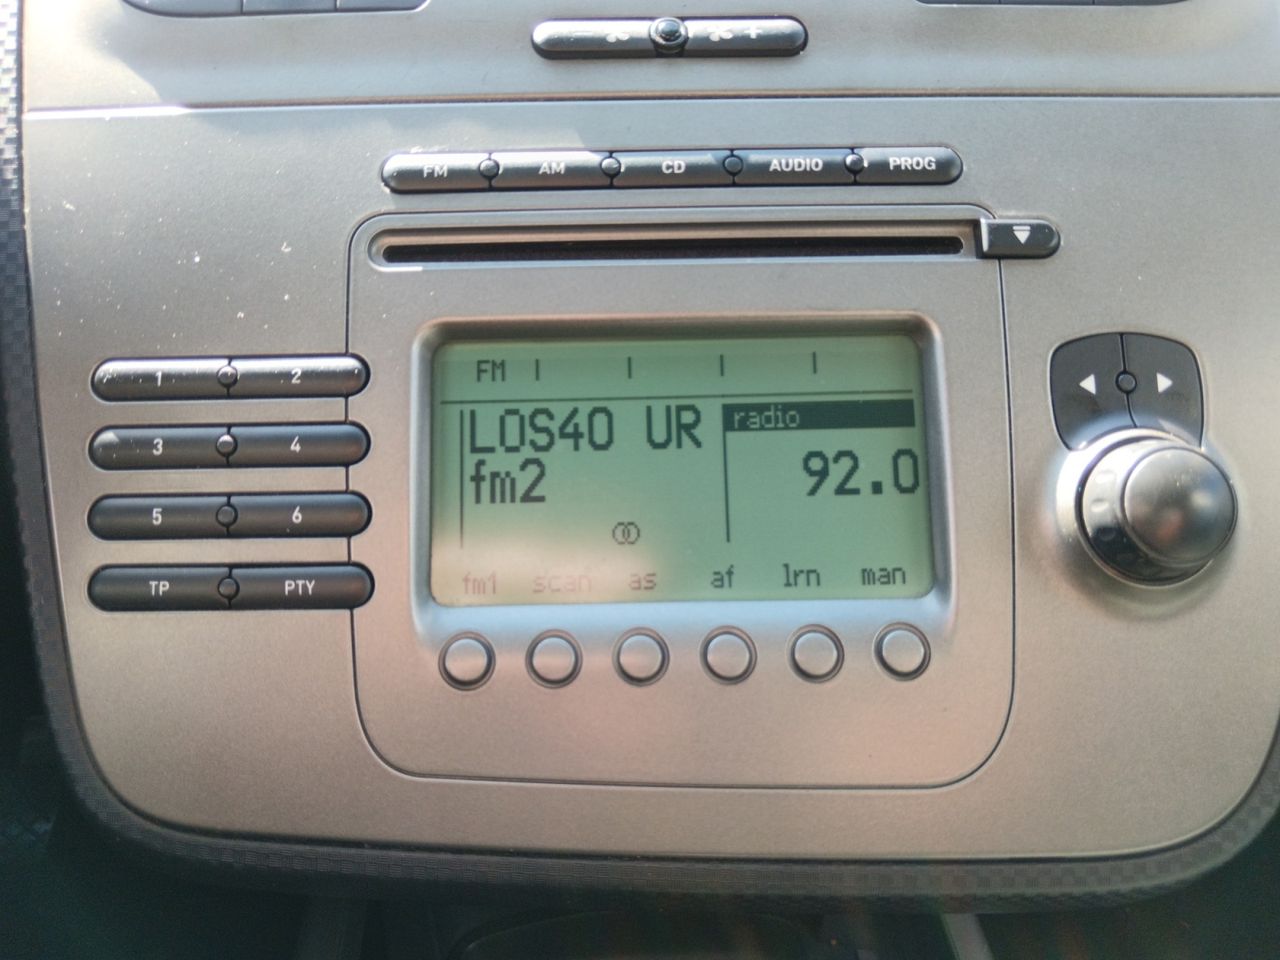 - +
FM AM CD AUDIO PROG
1 2
3 4
5 6
TP PTY
FM
LOS40 UR
fm2
radio
92.0
fm1 scan as af lrn man